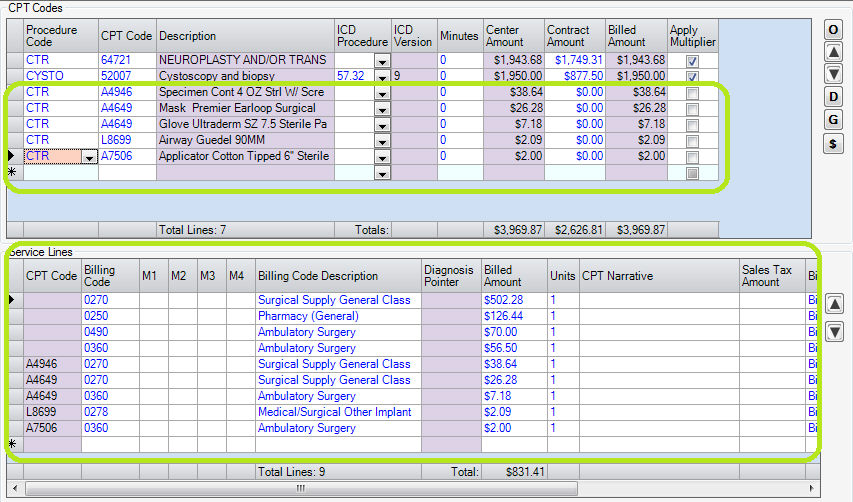 CPT Codes
Procedure Code CPT Code Description ICD Procedure ICD Version Minutes Center Amount Contract Amount Billed Amount Apply Multiplier O
CTR 64721 NEUROPLASTY AND/OR TRANS 0 $1,943.68 $1,749.31 $1,943.68
CYSTO 52007 Cystoscopy and biopsy 57.32 9 0 $1,950.00 $877.50 $1,950.00
CTR A4946 Specimen Cont 4 OZ Strl W/ Scre 0 $38.64 $0.00 $38.64 D
CTR A4649 Mask Premier Earloop Surgical 0 $26.28 $0.00 $26.28
CTR A4649 Glove Ultraderm SZ 7.5 Sterile Pa 0 $7.18 $0.00 $7.18 G
CTR L8699 Airway Guedel 90MM 0 $2.09 $0.00 $2.09 $
CTR A7506 Applicator Cotton Tipped 6" Sterile 0 $2.00 $0.00 $2.00
*
Total Lines: 7 Totals: $3,969.87 $2,626.81 $3,969.87
Service Lines
CPT Code Billing Code M1 M2 M3 M4 Billing Code Description Diagnosis Pointer Billed Amount Units CPT Narrative Sales Tax Amount Bi
0270 Surgical Supply General Class $502.28 1 Bi
0250 Pharmacy (General) $126.44 1 Bi
0490 Ambulatory Surgery $70.00 1 Bi
0360 Ambulatory Surgery $56.50 1 Bi
A4946 0270 Surgical Supply General Class $38.64 1 Bi
A4649 0270 Surgical Supply General Class $26.28 1 Bi
A4649 0360 Ambulatory Surgery $7.18 1 Bi
L8699 0278 Medical/Surgical Other Implant $2.09 1 Bi
A7506 0360 Ambulatory Surgery $2.00 1 Bi
*
Total Lines: 9 Total: $831.41